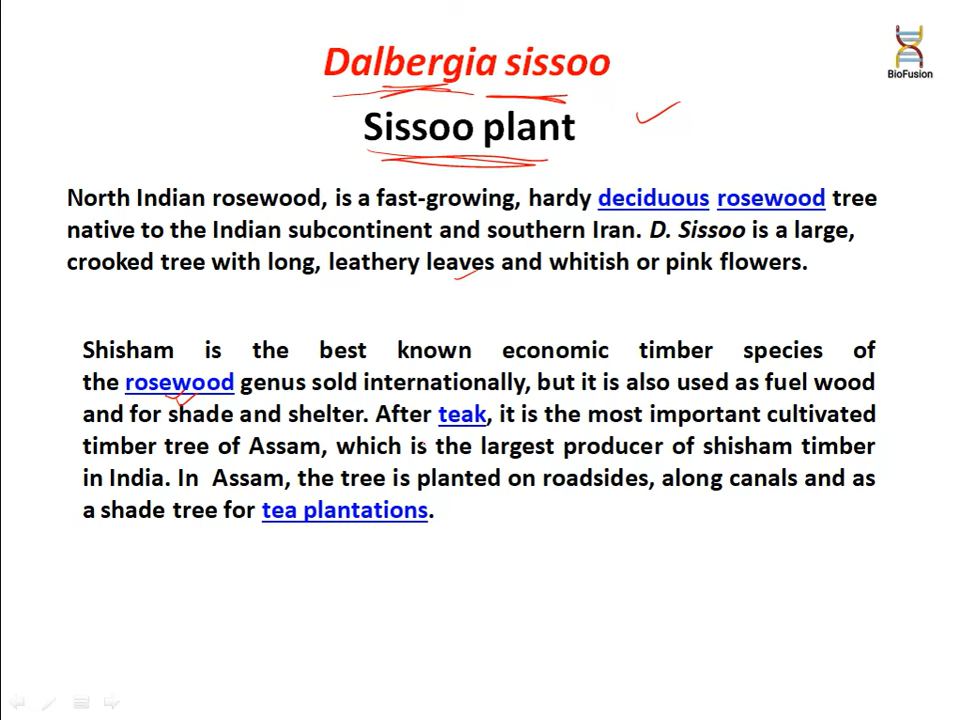 Dalbergia sissoo
BioFusion
Sissoo plant
North Indian rosewood, is a fast-growing, hardy deciduous rosewood tree
native to the Indian subcontinent and southern Iran. D. Sissoo is a large,
crooked tree with long, leathery leaves and whitish or pink flowers.
Shisham is the best known economic timber species of
the rosewood genus sold internationally, but it is also used as fuel wood
and for shade and shelter. After teak, it is the most important cultivated
timber tree of Assam, which is the largest producer of shisham timber
in India. In Assam, the tree is planted on roadsides, along canals and as
a shade tree for tea plantations.